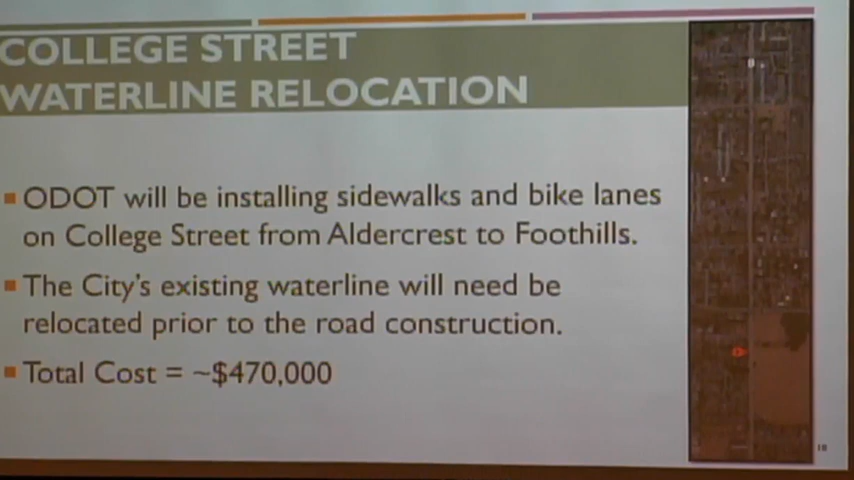 COLLEGE STREET
WATERLINE RELOCATION
ODOT will be installing sidewalks and bike lanes
on College Street from Aldercrest to Foothills.
The City's existing waterline will need be
relocated prior to the road construction.
Total Cost = ~$470,000
18